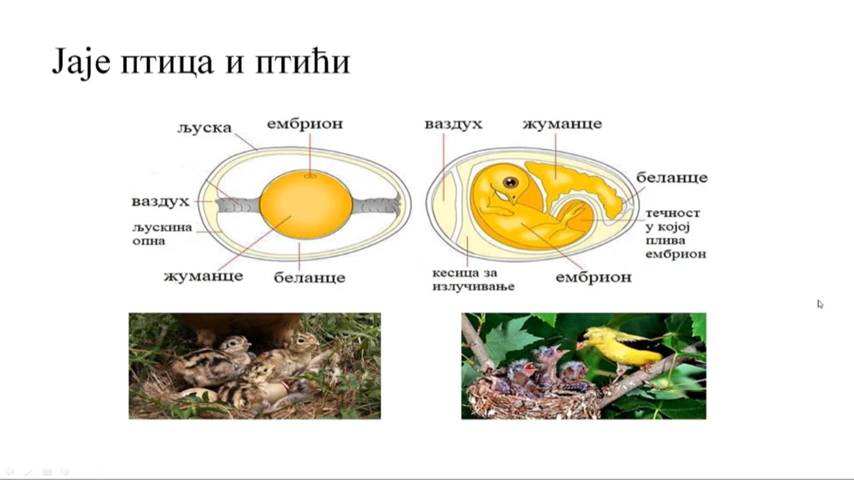 Јаје птица и птићи
љуска
ембрион
ваздух
љускина
опна
жуманце
беланце
ваздух
жуманце
беланце
течност
у којој
плива
ембрион
кесица за
излучивање
ембрион